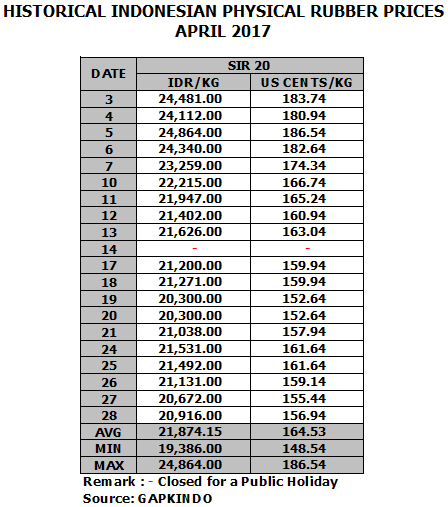 HISTORICAL INDONESIAN PHYSICAL RUBBER PRICES
APRIL 2017
DATE SIR 20
IDR/KG US CENTS/KG
3 24,481.00 183.74
4 24,112.00 180.94
5 24,864.00 186.54
6 24,340.00 182.64
7 23,259.00 174.34
10 22,215.00 166.74
11 21,947.00 165.24
12 21,402.00 160.94
13 21,626.00 163.04
14 - -
17 21,200.00 159.94
18 21,271.00 159.94
19 20,300.00 152.64
20 20,300.00 152.64
21 21,038.00 157.94
24 21,531.00 161.64
25 21,492.00 161.64
26 21,131.00 159.14
27 20,672.00 155.44
28 20,916.00 156.94
AVG 21,874.15 164.53
MIN 19,386.00 148.54
MAX 24,864.00 186.54
Remark : - Closed for a Public Holiday
Source: GAPKINDO